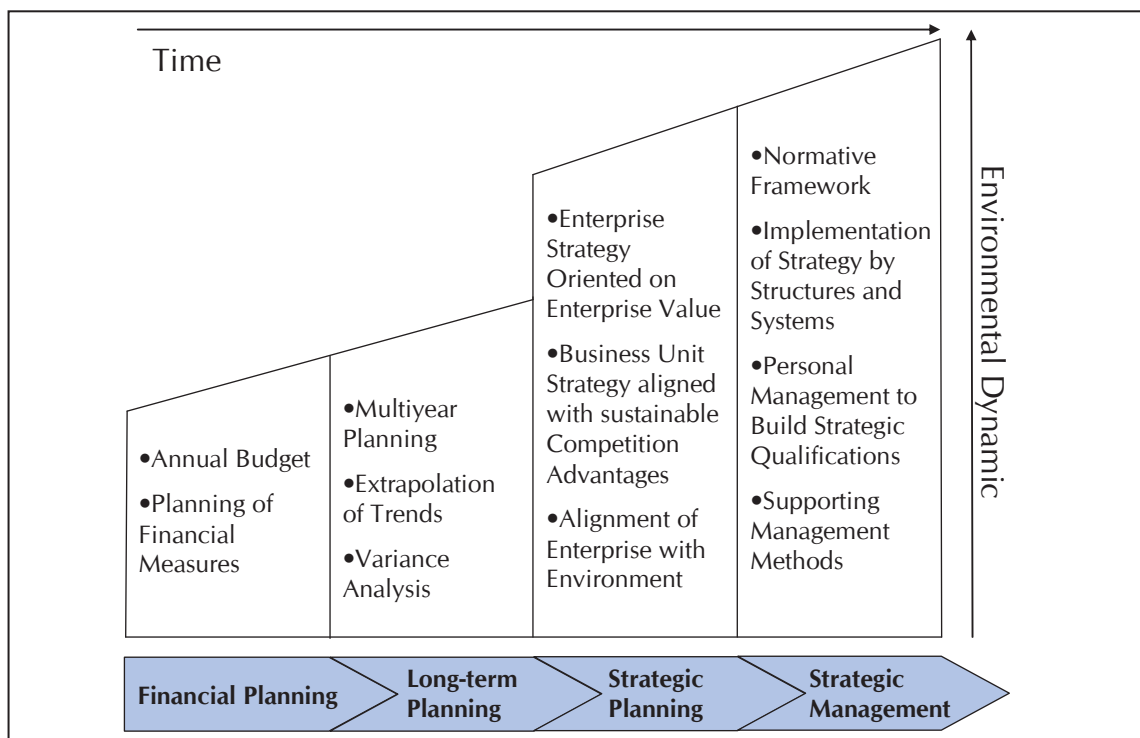 Time
Environmental Dynamic
•Annual Budget
•Planning of
Financial
Measures
•Multiyear
Planning
•Extrapolation
of Trends
•Variance
Analysis
•Enterprise
Strategy
Oriented on
Enterprise Value
•Business Unit
Strategy aligned
with sustainable
Competition
Advantages
•Alignment of
Enterprise with
Environment
•Normative
Framework
•Implementation
of Strategy by
Structures and
Systems
•Personal
Management to
Build Strategic
Qualifications
•Supporting
Management
Methods
Financial Planning
Long-term
Planning
Strategic
Planning
Strategic
Management